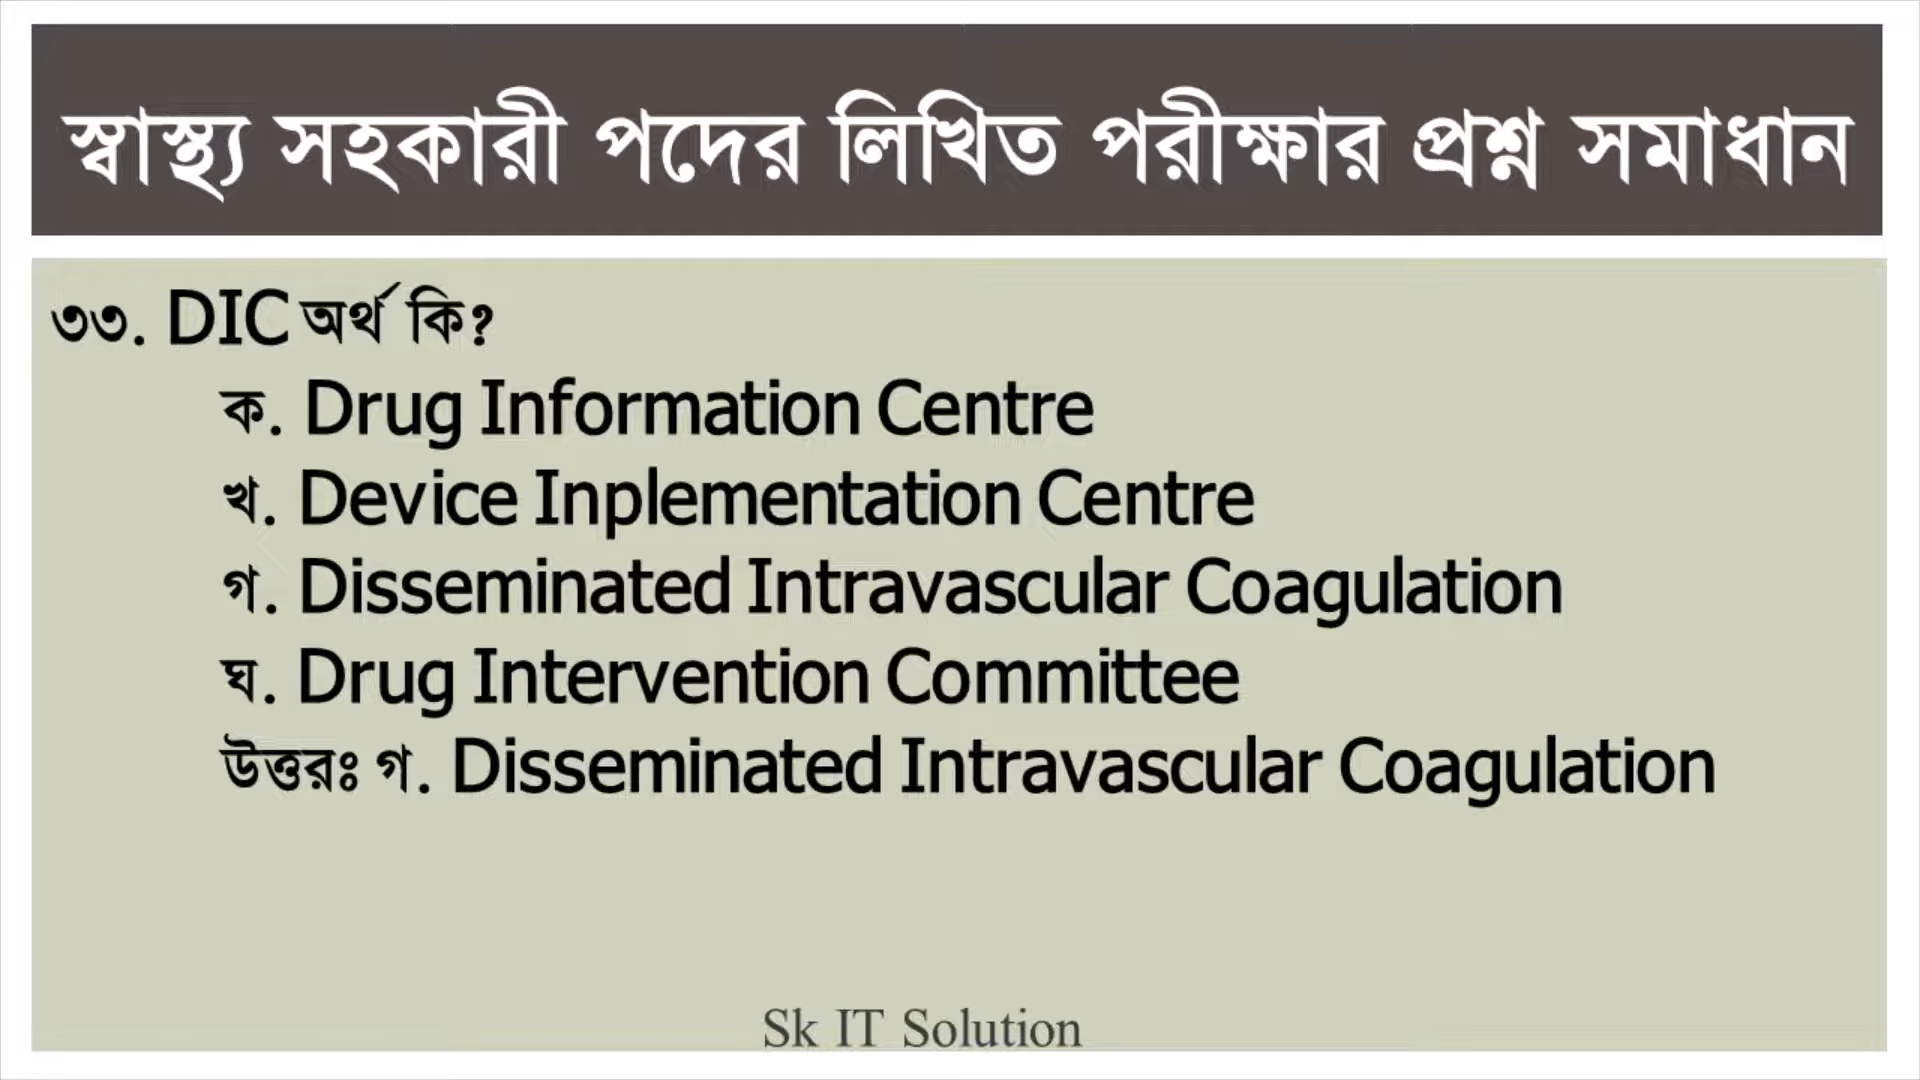 স্বাস্থ্য সহকারী পদের লিখিত পরীক্ষার প্রশ্ন সমাধান
৩৩. DIC অর্থ কি?
ক. Drug Information Centre
খ. Device Inplementation Centre
গ. Disseminated Intravascular Coagulation
ঘ. Drug Intervention Committee
উত্তরঃ গ. Disseminated Intravascular Coagulation
Sk IT Solution